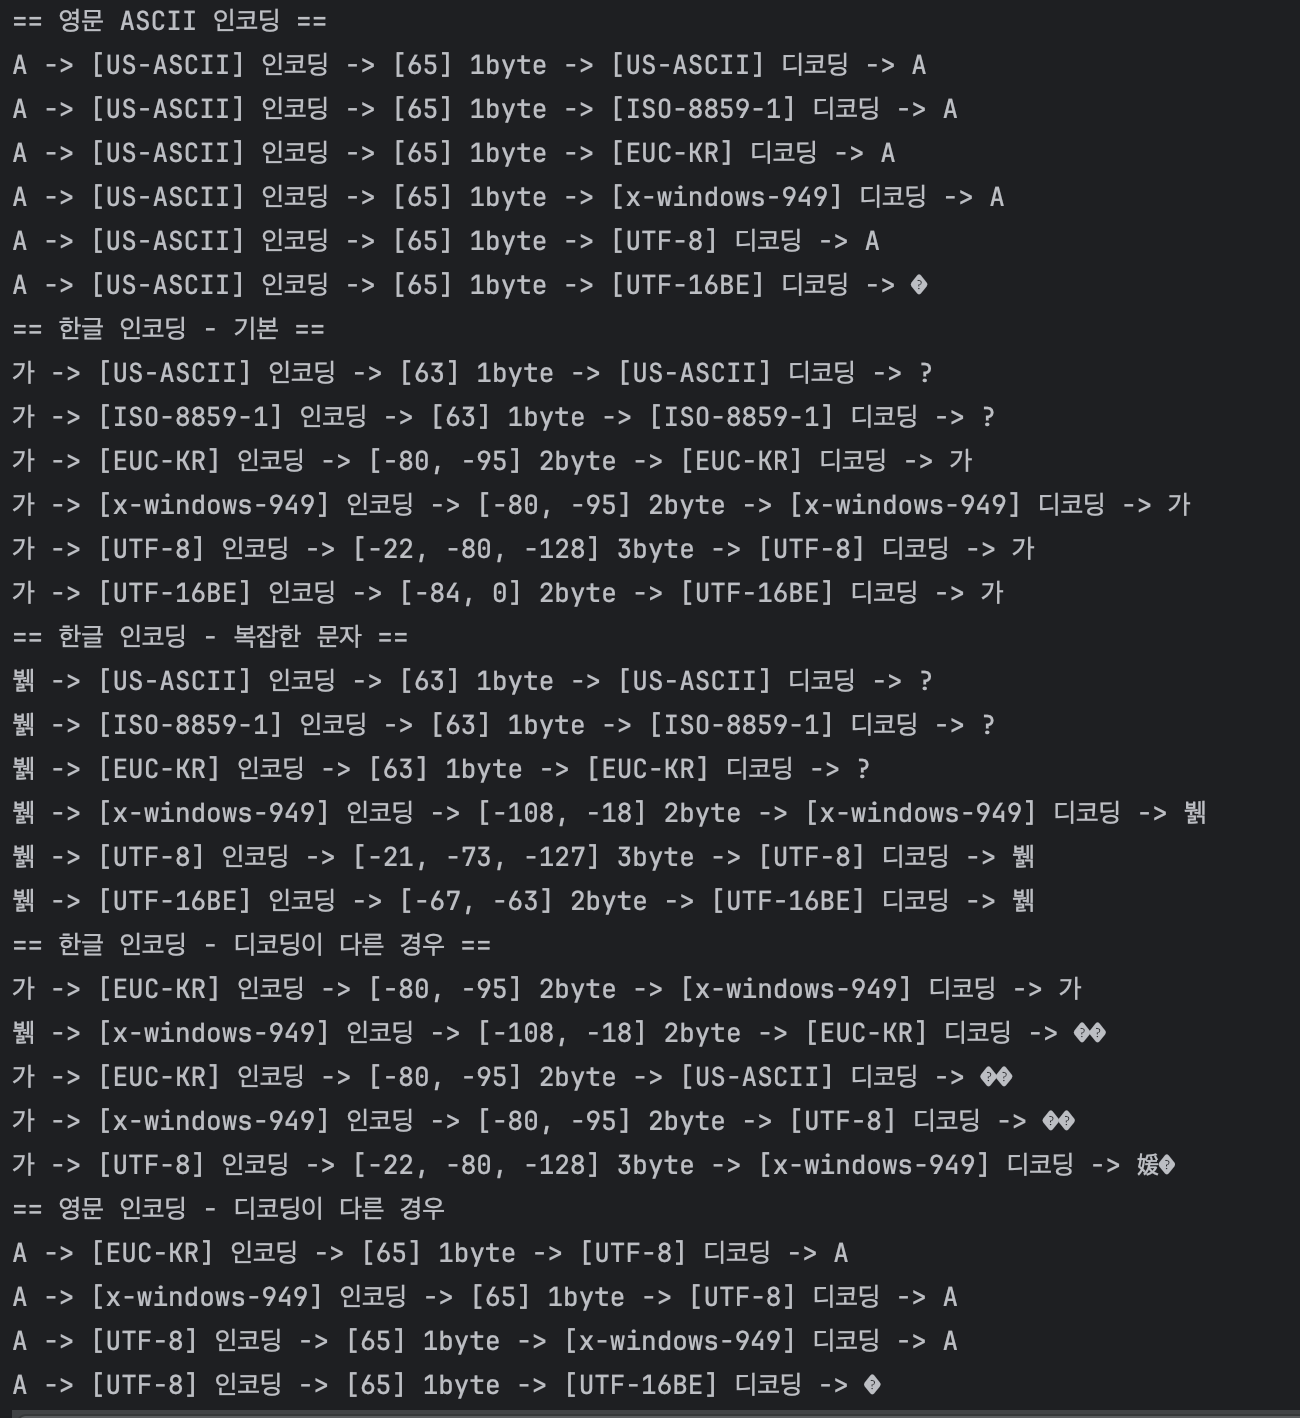 == 영문 ASCII 인코딩 ==
A -> [US-ASCII] 인코딩 -> [65] 1byte -> [US-ASCII] 디코딩 -> A
A -> [US-ASCII] 인코딩 -> [65] 1byte -> [ISO-8859-1] 디코딩 -> A
A -> [US-ASCII] 인코딩 -> [65] 1byte -> [EUC-KR] 디코딩 -> A
A -> [US-ASCII] 인코딩 -> [65] 1byte -> [x-windows-949] 디코딩 -> A
A -> [US-ASCII] 인코딩 -> [65] 1byte -> [UTF-8] 디코딩 -> A
A -> [US-ASCII] 인코딩 -> [65] 1byte -> [UTF-16BE] 디코딩 -> �
== 한글 인코딩 - 기본 ==
가 -> [US-ASCII] 인코딩 -> [63] 1byte -> [US-ASCII] 디코딩 -> ?
가 -> [ISO-8859-1] 인코딩 -> [63] 1byte -> [ISO-8859-1] 디코딩 -> ?
가 -> [EUC-KR] 인코딩 -> [-80, -95] 2byte -> [EUC-KR] 디코딩 -> 가
가 -> [x-windows-949] 인코딩 -> [-80, -95] 2byte -> [x-windows-949] 디코딩 -> 가
가 -> [UTF-8] 인코딩 -> [-22, -80, -128] 3byte -> [UTF-8] 디코딩 -> 가
가 -> [UTF-16BE] 인코딩 -> [-84, 0] 2byte -> [UTF-16BE] 디코딩 -> 가
== 한글 인코딩 - 복잡한 문자 ==
뷁 -> [US-ASCII] 인코딩 -> [63] 1byte -> [US-ASCII] 디코딩 -> ?
뷁 -> [ISO-8859-1] 인코딩 -> [63] 1byte -> [ISO-8859-1] 디코딩 -> ?
뷁 -> [EUC-KR] 인코딩 -> [63] 1byte -> [EUC-KR] 디코딩 -> ?
뷁 -> [x-windows-949] 인코딩 -> [-108, -18] 2byte -> [x-windows-949] 디코딩 -> 뷁
뷁 -> [UTF-8] 인코딩 -> [-21, -73, -127] 3byte -> [UTF-8] 디코딩 -> 뷁
뷁 -> [UTF-16BE] 인코딩 -> [-67, -63] 2byte -> [UTF-16BE] 디코딩 -> 뷁
== 한글 인코딩 - 디코딩이 다른 경우 ==
가 -> [EUC-KR] 인코딩 -> [-80, -95] 2byte -> [x-windows-949] 디코딩 -> 가
뷁 -> [x-windows-949] 인코딩 -> [-108, -18] 2byte -> [EUC-KR] 디코딩 -> ��
가 -> [EUC-KR] 인코딩 -> [-80, -95] 2byte -> [US-ASCII] 디코딩 -> ��
가 -> [x-windows-949] 인코딩 -> [-80, -95] 2byte -> [UTF-8] 디코딩 -> ��
가 -> [UTF-8] 인코딩 -> [-22, -80, -128] 3byte -> [x-windows-949] 디코딩 -> 媛�
== 영문 인코딩 - 디코딩이 다른 경우
A -> [EUC-KR] 인코딩 -> [65] 1byte -> [UTF-8] 디코딩 -> A
A -> [x-windows-949] 인코딩 -> [65] 1byte -> [UTF-8] 디코딩 -> A
A -> [UTF-8] 인코딩 -> [65] 1byte -> [x-windows-949] 디코딩 -> A
A -> [UTF-8] 인코딩 -> [65] 1byte -> [UTF-16BE] 디코딩 -> �